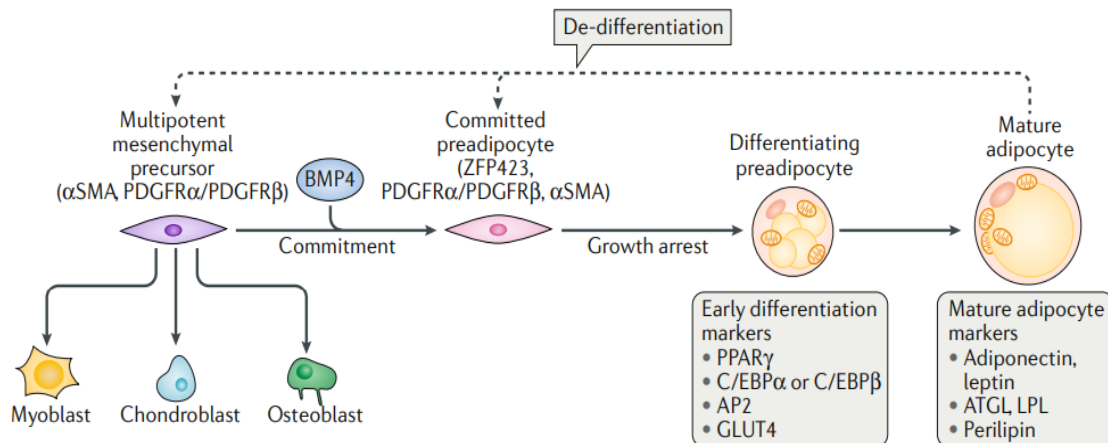 De-differentiation
Multipotent
mesenchymal
precursor
(αSMA, PDGFRα/PDGFRβ)
BMP4
Commitment
Committed
preadipocyte
(ZFP423,
PDGFRα/PDGFRβ, αSMA)
Growth arrest
Differentiating
preadipocyte
Mature
adipocyte
Myoblast
Chondroblast
Osteoblast
Early differentiation
markers
• PPARγ
• C/EBPα or C/EBPβ
• AP2
• GLUT4
Mature adipocyte
markers
• Adiponectin,
leptin
• ATGL, LPL
• Perilipin